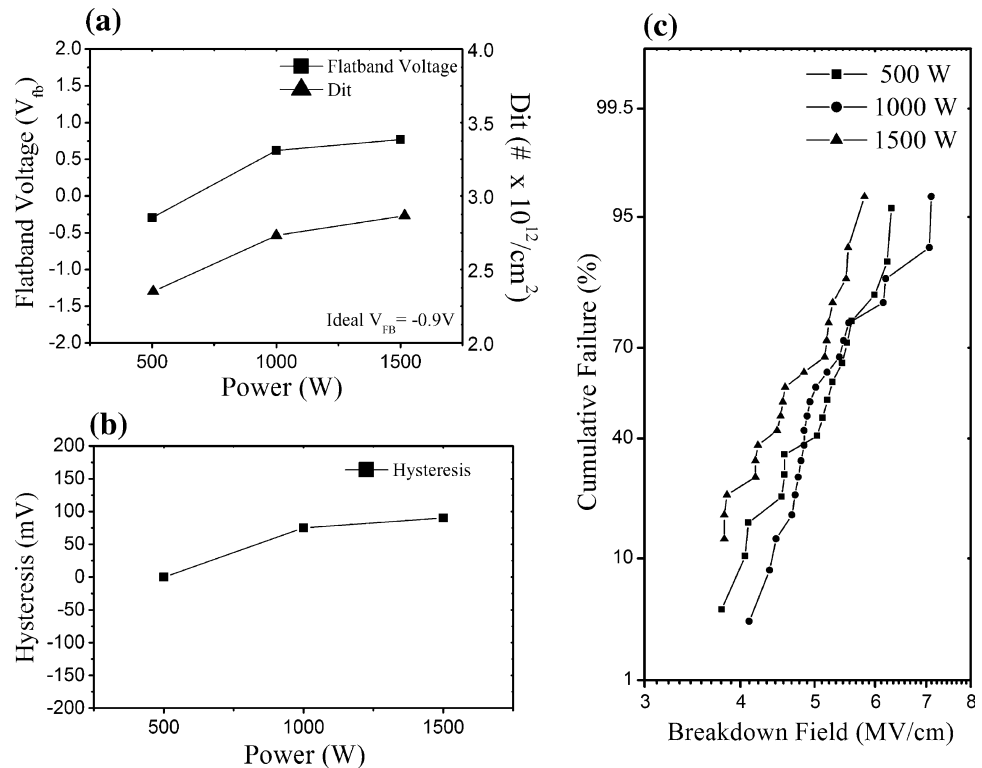 (a)
2.0
1.5
1.0
0.5
0.0
-0.5
-1.0
-1.5
-2.0
Flatband Voltage (Vfb)
Flatband Voltage
Dit
Ideal VFB= -0.9V
4.0
3.5
3.0
2.5
2.0
Dit (# x 10^12/cm^2)
500 1000 1500
Power (W)
(b)
200
150
100
50
0
-50
-100
-150
-200
Hysteresis (mV)
Hysteresis
500 1000 1500
Power (W)
(c)
500 W
1000 W
1500 W
99.5
95
70
40
10
1
Cumulative Failure (%)
3 4 5 6 7 8
Breakdown Field (MV/cm)